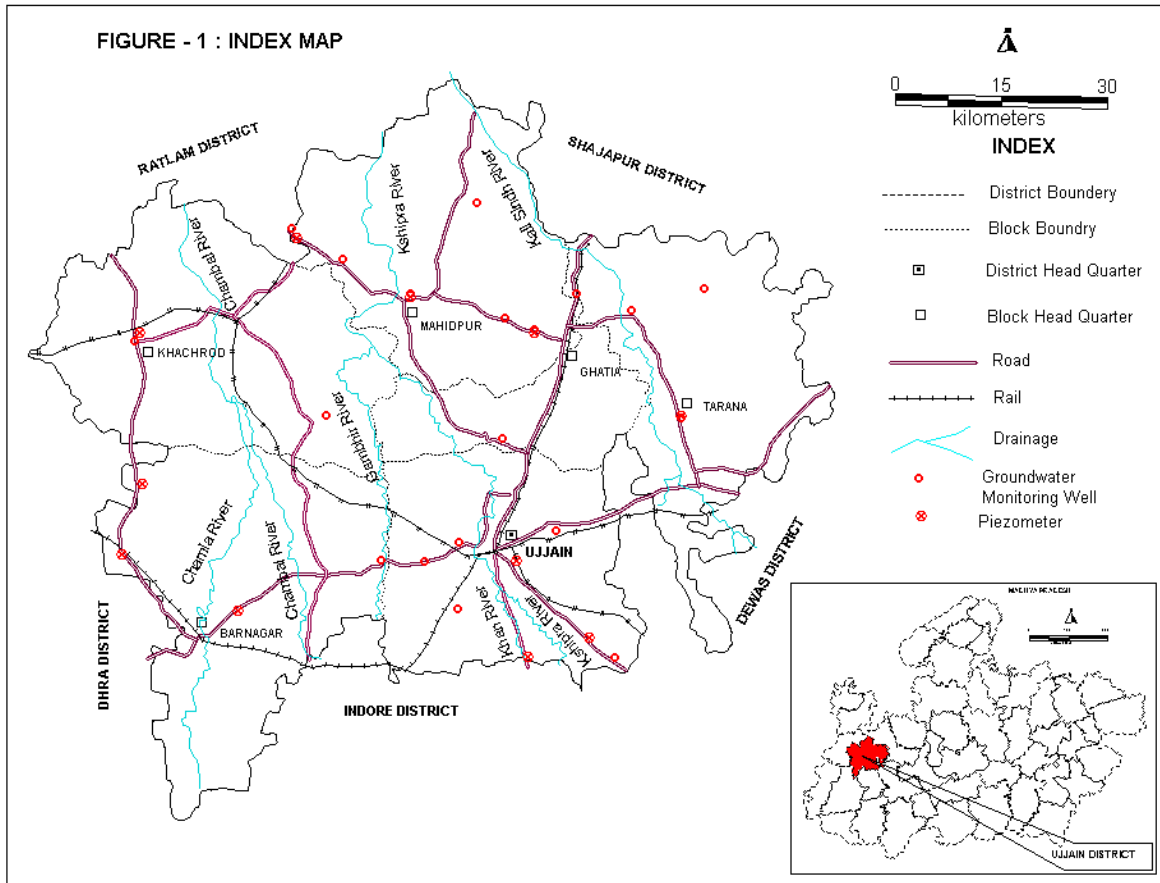 FIGURE - 1 : INDEX MAP
0 15 30
kilometers
INDEX
District Boundery
Block Boundry
District Head Quarter
Block Head Quarter
Road
Rail
Drainage
Groundwater
Monitoring Well
Piezometer
RATLAM DISTRICT
SHAJAPUR DISTRICT
Chambal River
Kshipra River
Kali Sindh River
MAHIDPUR
KHACHROD
GHATIA
TARANA
Gambhir River
Chamla River
Chambal River
UJJAIN
Khan River
Kshipra River
BARNAGAR
DHRA DISTRICT
INDORE DISTRICT
DEWAS DISTRICT
MADHYA PRADESH
UJJAIN DISTRICT